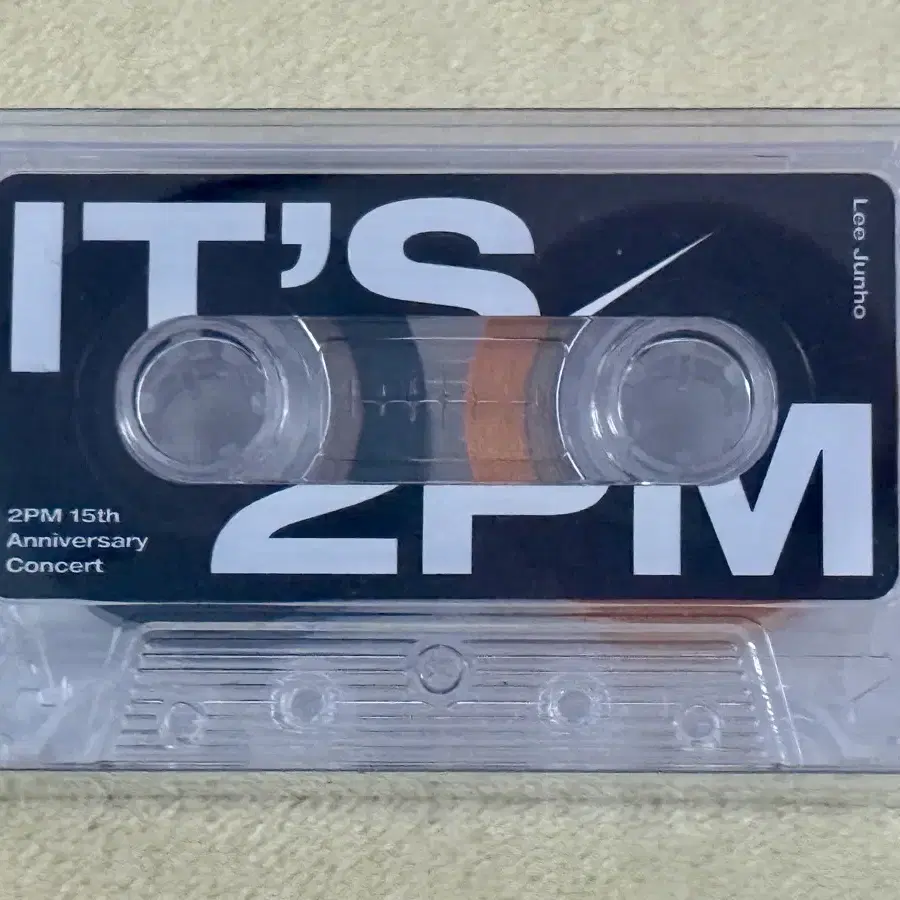 IT'S
Lee Junho
2PM
2PM 15th
Anniversary
Concert